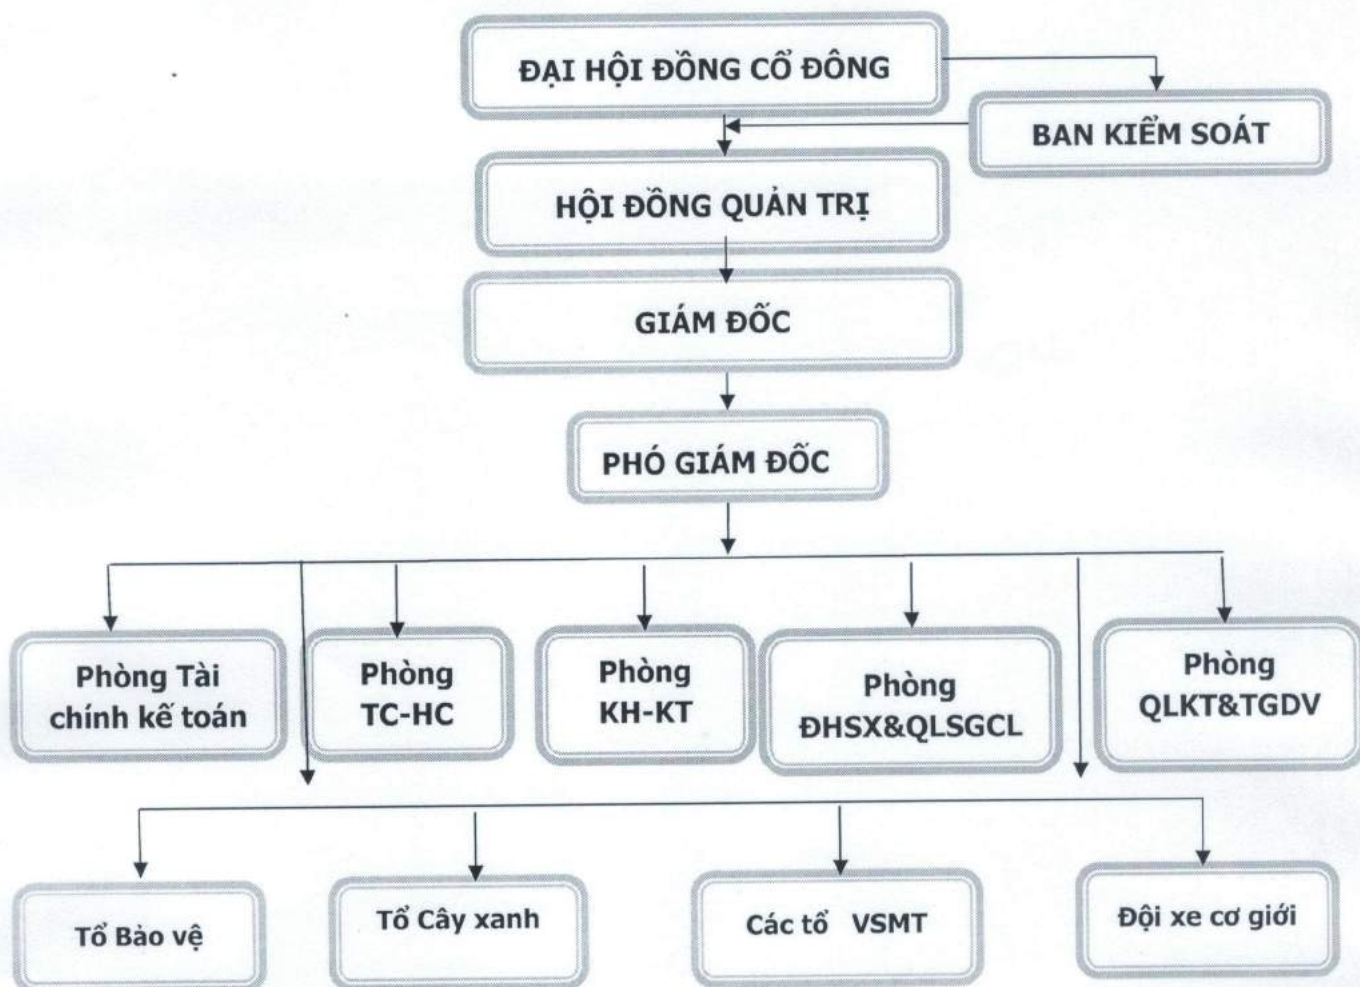 ĐẠI HỘI ĐỒNG CỔ ĐÔNG
BAN KIỂM SOÁT
HỘI ĐỒNG QUẢN TRỊ
GIÁM ĐỐC
PHÓ GIÁM ĐỐC
Phòng Tài
chính kế toán
Phòng
TC-HC
Phòng
KH-KT
Phòng
ĐHSX&QLSGCL
Phòng
QLKT&TGDV
Tổ Bảo vệ
Tổ Cây xanh
Các tổ VSMT
Đội xe cơ giới